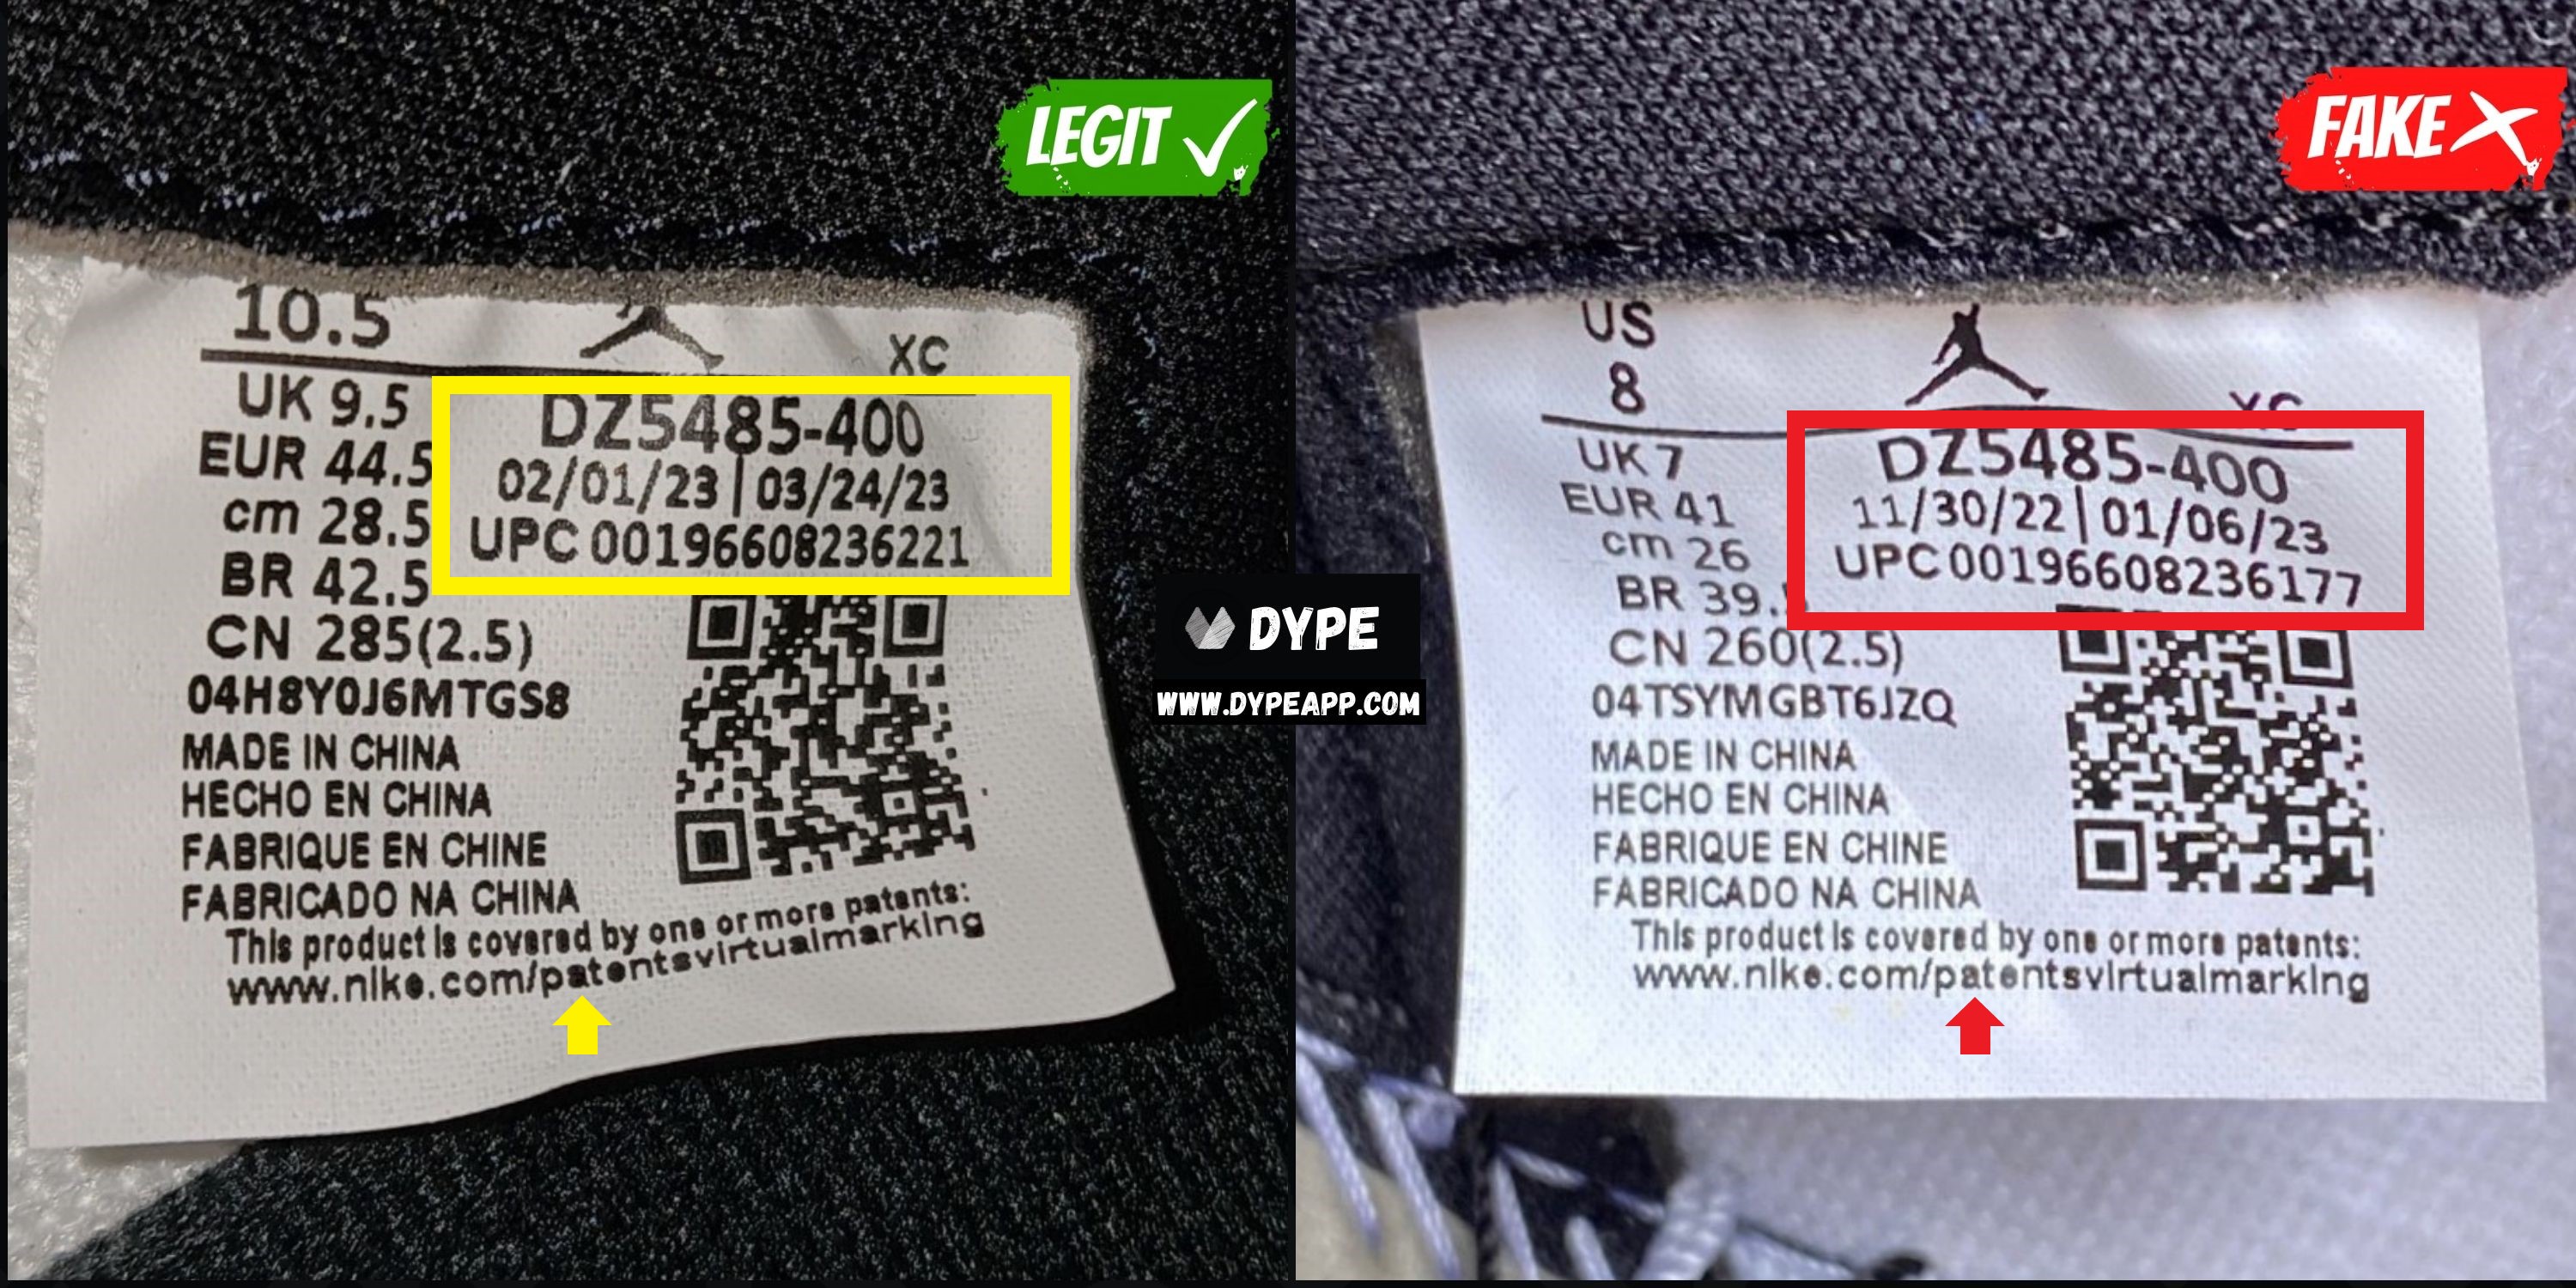 LEGIT
10.5
XC
UK 9.5
EUR 44.5
cm 28.5
BR 42.5
CN 285(2.5)
04H8Y0J6MTGS8
DZ5485-400
02/01/23|03/24/23
UPC 00196608236221
MADE IN CHINA
HECHO EN CHINA
FABRIQUE EN CHINE
FABRICADO NA CHINA
This product is covered by one or more patents:
www.nike.com/patentsvirtualmarking
DYPE
WWW.DYPEAPP.COM
FAKE
US
8
XC
UK 7
EUR 41
cm 26
BR 39.5
CN 260(2.5)
04TSYMGBT6JZQ
DZ5485-400
11/30/22|01/06/23
UPC 00196608236177
MADE IN CHINA
HECHO EN CHINA
FABRIQUE EN CHINE
FABRICADO NA CHINA
This product is covered by one or more patents:
www.nike.com/patentsvirtualmarking